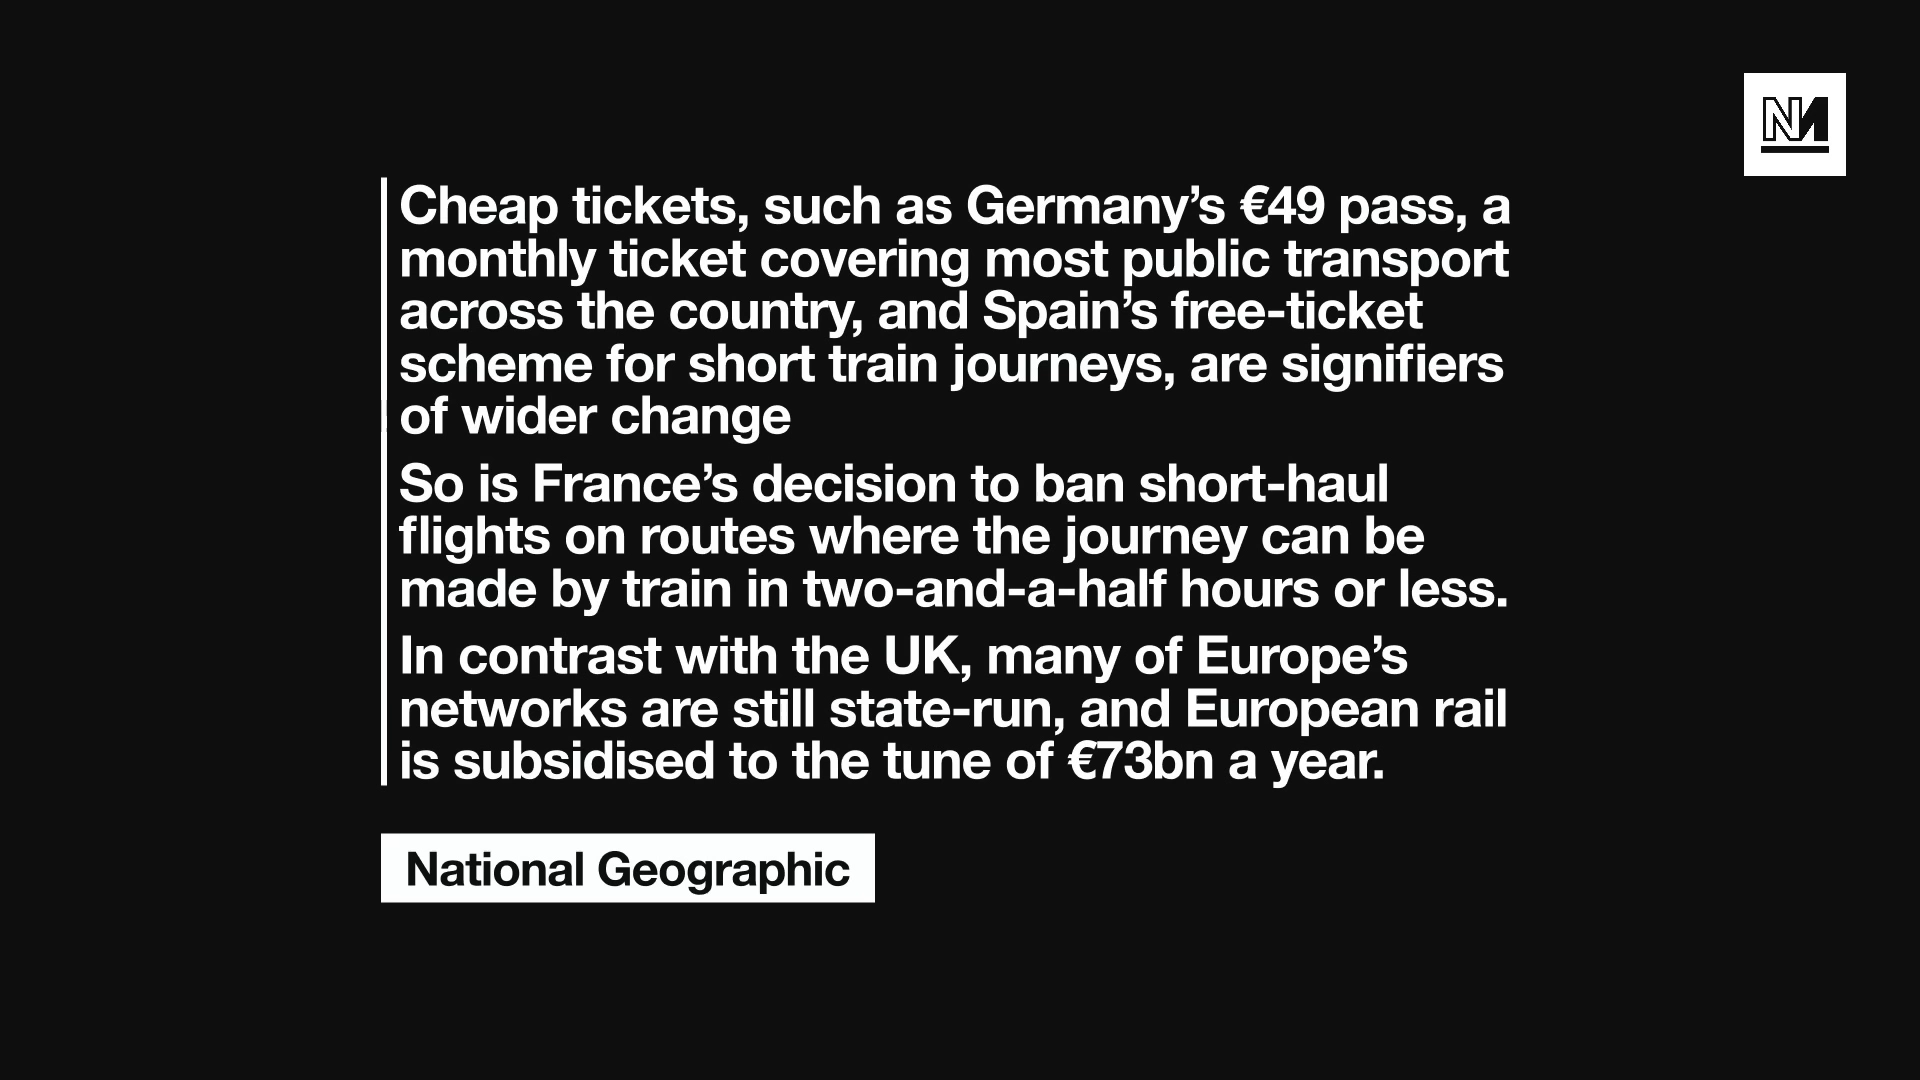 NM
Cheap tickets, such as Germany’s €49 pass, a
monthly ticket covering most public transport
across the country, and Spain’s free-ticket
scheme for short train journeys, are signifiers
of wider change
So is France’s decision to ban short-haul
flights on routes where the journey can be
made by train in two-and-a-half hours or less.
In contrast with the UK, many of Europe’s
networks are still state-run, and European rail
is subsidised to the tune of €73bn a year.
National Geographic